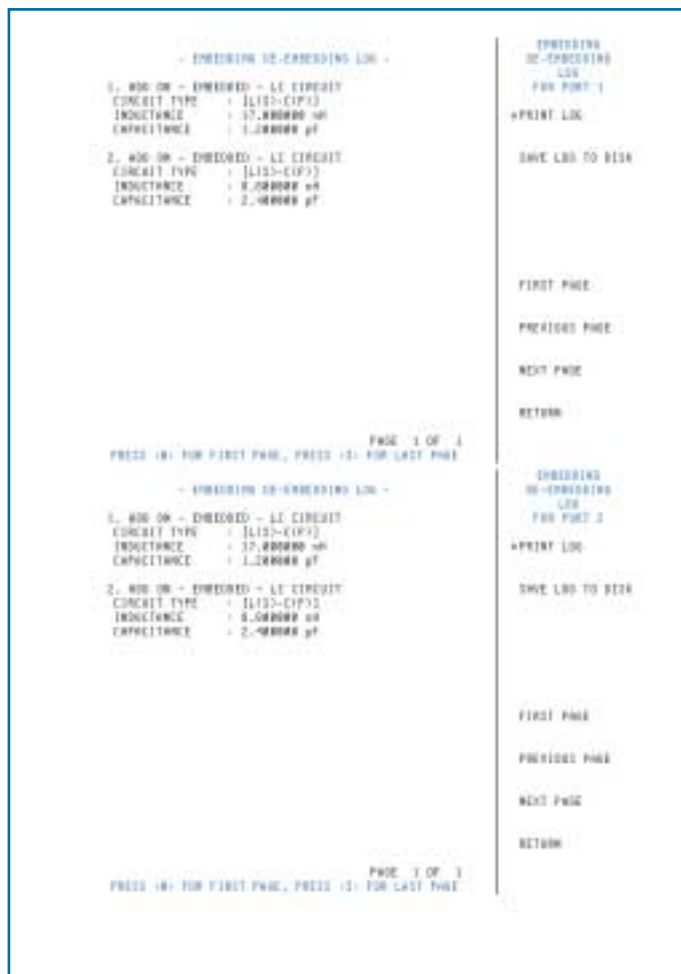 - EMBEDDING DE-EMBEDDING LOG -
1. ADD ON - EMBEDDED - LC CIRCUIT
CIRCUIT TYPE : [L(S)-C(P)]
INDUCTANCE : 17.000000 nH
CAPACITANCE : 1.200000 pF
2. ADD ON - EMBEDDED - LC CIRCUIT
CIRCUIT TYPE : [L(S)-C(P)]
INDUCTANCE : nH
CAPACITANCE : 2.400000 pF
PAGE 1 OF 1
PRESS FOR FIRST PAGE, PRESS FOR LAST PAGE
EMBEDDING
DE-EMBEDDING
LOG
FOR PORT 1
PRINT LOG
SAVE LOG TO DISK
FIRST PAGE
PREVIOUS PAGE
NEXT PAGE
RETURN
- EMBEDDING DE-EMBEDDING LOG -
1. ADD ON - EMBEDDED - LC CIRCUIT
CIRCUIT TYPE : [L(S)-C(P)]
INDUCTANCE : 17.000000 nH
CAPACITANCE : 1.200000 pF
2. ADD ON - EMBEDDED - LC CIRCUIT
CIRCUIT TYPE : [L(S)-C(P)]
INDUCTANCE : nH
CAPACITANCE : 2.400000 pF
PAGE 1 OF 1
PRESS FOR FIRST PAGE, PRESS FOR LAST PAGE
EMBEDDING
DE-EMBEDDING
LOG
FOR PORT 2
PRINT LOG
SAVE LOG TO DISK
FIRST PAGE
PREVIOUS PAGE
NEXT PAGE
RETURN